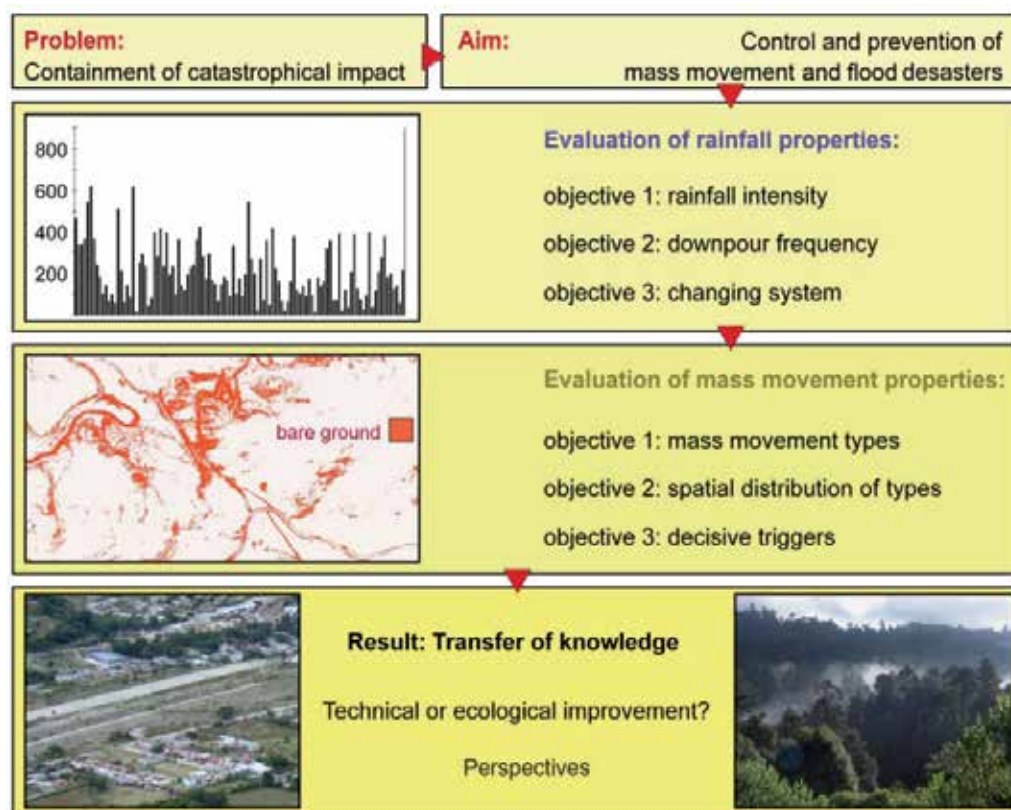 Problem:
Containment of catastrophical impact
Aim:
Control and prevention of
mass movement and flood desasters
800
600
400
200
Evaluation of rainfall properties:
objective 1: rainfall intensity
objective 2: downpour frequency
objective 3: changing system
bare ground
Evaluation of mass movement properties:
objective 1: mass movement types
objective 2: spatial distribution of types
objective 3: decisive triggers
Result: Transfer of knowledge
Technical or ecological improvement?
Perspectives